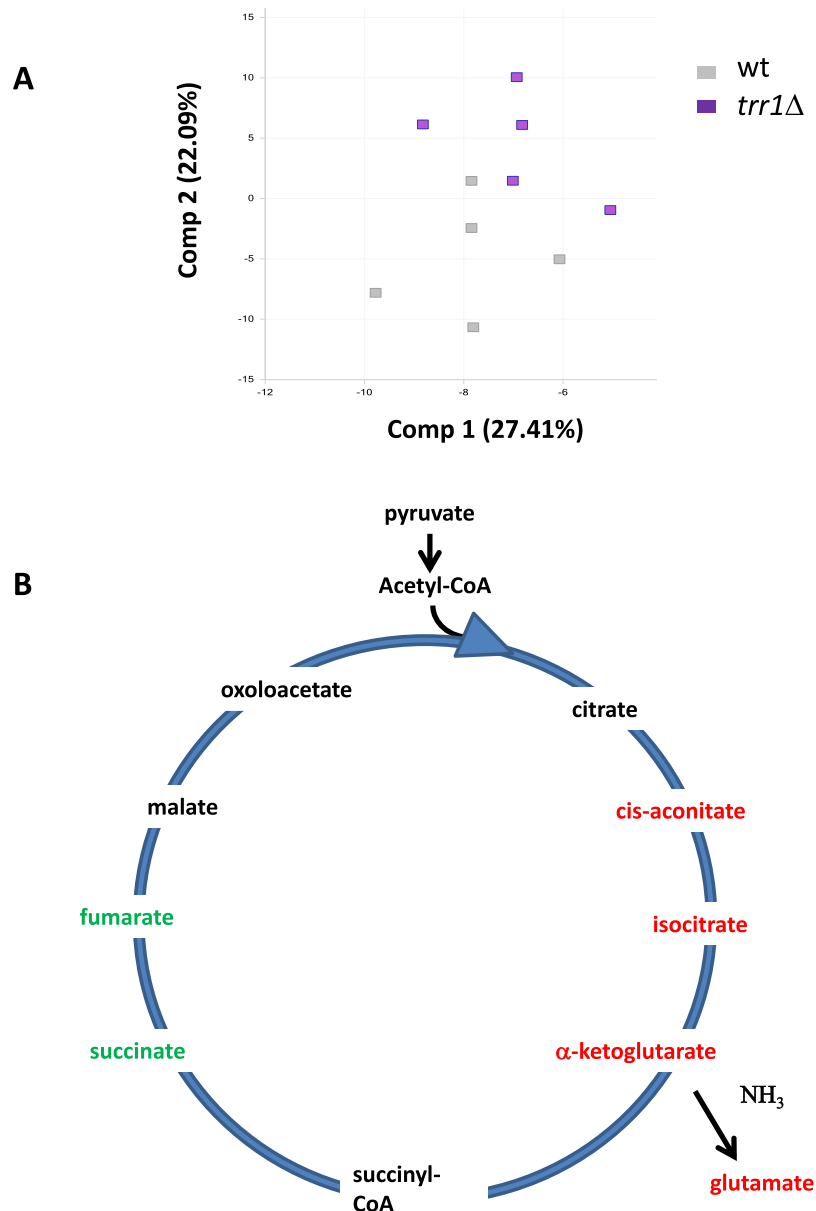 A
wt
trr1Δ
15
10
5
0
-5
-10
-15
-12
-10
-8
-6
Comp 2 (22.09%)
Comp 1 (27.41%)
B
pyruvate
Acetyl-CoA
oxoloacetate
citrate
malate
cis-aconitate
fumarate
isocitrate
succinate
α-ketoglutarate
NH₃
succinyl-
CoA
glutamate